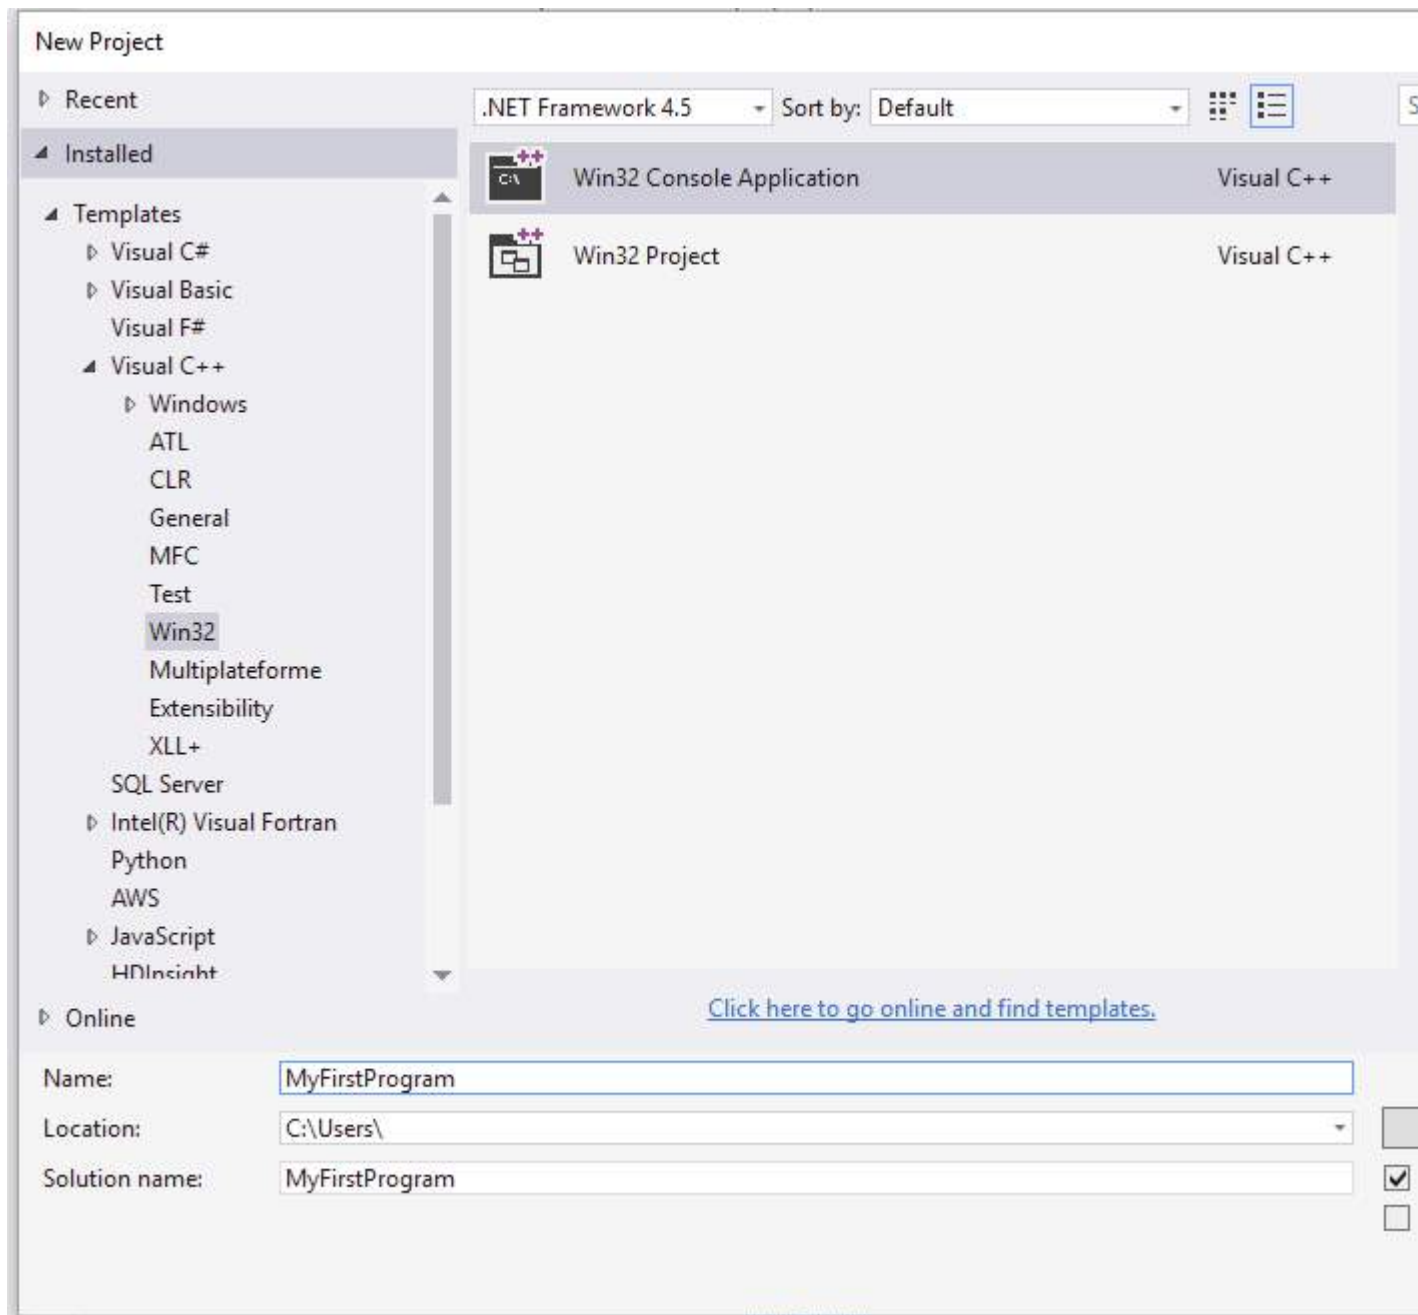 New Project
Recent
Installed
Templates
Visual C#
Visual Basic
Visual F#
Visual C++
Windows
ATL
CLR
General
MFC
Test
Win32
Multiplateforme
Extensibility
XLL+
SQL Server
Intel(R) Visual Fortran
Python
AWS
JavaScript
HDInsight
Online
.NET Framework 4.5 Sort by: Default
Win32 Console Application Visual C++
Win32 Project Visual C++
Click here to go online and find templates.
Name: MyFirstProgram
Location: C:\Users\
Solution name: MyFirstProgram